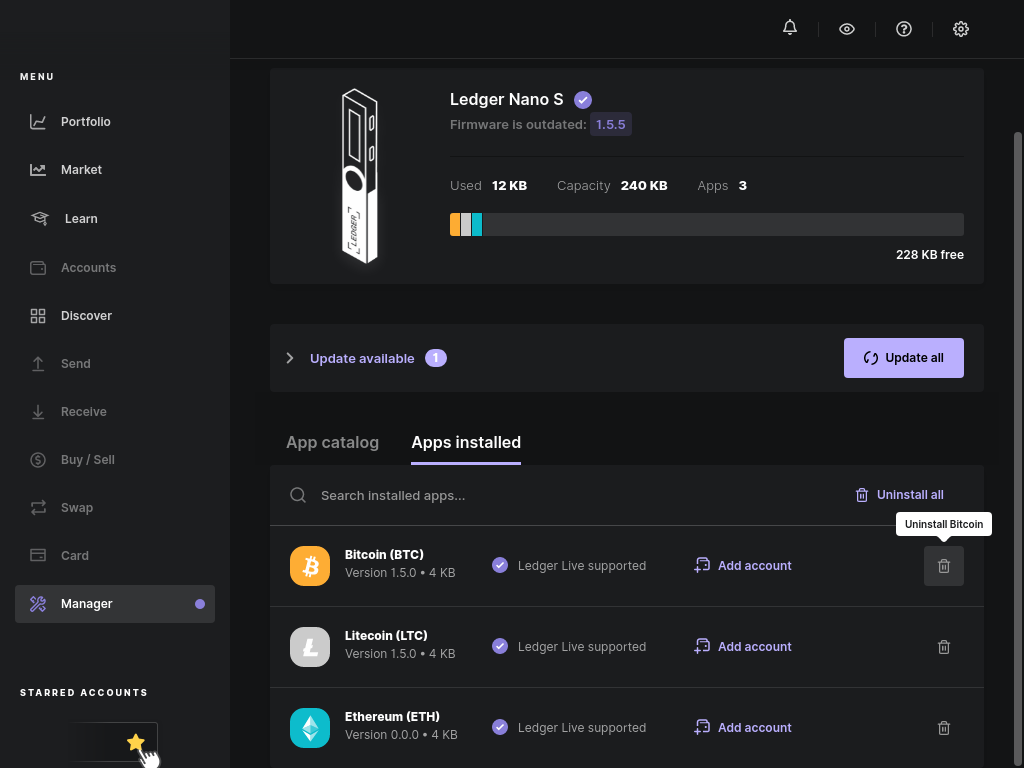 MENU
Portfolio
Market
Learn
Accounts
Discover
Send
Receive
Buy / Sell
Swap
Card
Manager
STARRED ACCOUNTS
LEDGER
Ledger Nano S
Firmware is outdated: 1.5.5
Used 12 KB Capacity 240 KB Apps 3
228 KB free
Update available 1
Update all
App catalog Apps installed
Search installed apps...
Uninstall all
Uninstall Bitcoin
Bitcoin (BTC)
Version 1.5.0 • 4 KB
Ledger Live supported
Add account
Litecoin (LTC)
Version 1.5.0 • 4 KB
Ledger Live supported
Add account
Ethereum (ETH)
Version 0.0.0 • 4 KB
Ledger Live supported
Add account